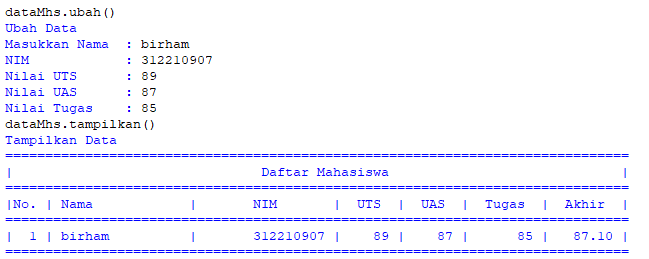 dataMhs.ubah()
Ubah Data
Masukkan Nama  : birham
NIM            : 312210907
Nilai UTS      : 89
Nilai UAS      : 87
Nilai Tugas    : 85
dataMhs.tampilkan()
Tampilkan Data
==============================================================================
|                               Daftar Mahasiswa                             |
==============================================================================
|No. | Nama            |       NIM       |  UTS  |  UAS  |   Tugas  |  Akhir  |
==============================================================================
|  1 | birham          |       312210907 |    89 |    87 |       85 |   87.10 |
==============================================================================